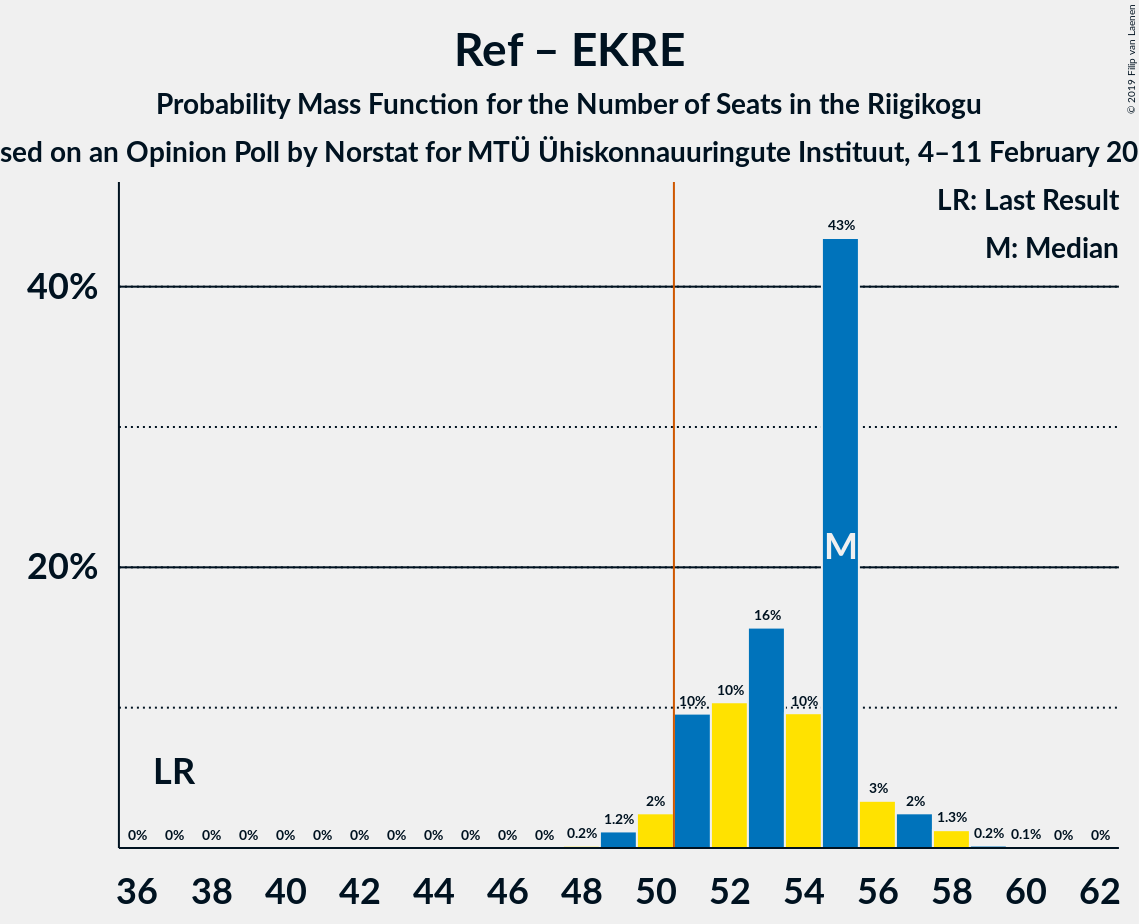 Ref – EKRE
Probability Mass Function for the Number of Seats in the Riigikogu
sed on an Opinion Poll by Norstat for MTÜ Ühiskonnauuringute Instituut, 4–11 February 20
© 2019 Filip van Laenen
LR: Last Result
M: Median
40%
20%
43%
M
16%
10% 10% 10%
LR
0% 0% 0% 0% 0% 0% 0% 0% 0% 0% 0% 0% 0.2% 1.2% 2% 3% 2% 1.3% 0.2% 0.1% 0% 0%
36 38 40 42 44 46 48 50 52 54 56 58 60 62